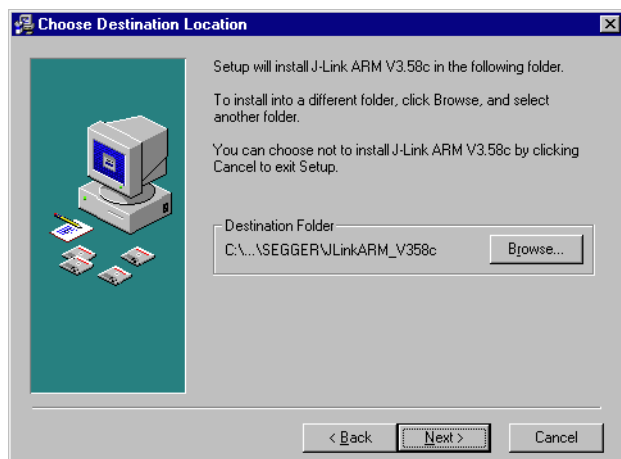 Choose Destination Location
Setup will install J-Link ARM V3.58c in the following folder.
To install into a different folder, click Browse, and select
another folder.
You can choose not to install J-Link ARM V3.58c by clicking
Cancel to exit Setup.
Destination Folder
C:\...\SEGGER\JLinkARM_V358c
Browse...
< Back
Next >
Cancel